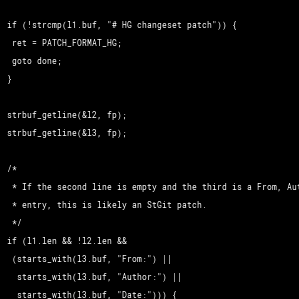 if (!strcmp(l1.buf, "# HG changeset patch")) {
ret = PATCH_FORMAT_HG;
goto done;
}
strbuf_getline(&l2, fp);
strbuf_getline(&l3, fp);
/*
* If the second line is empty and the third is a From,
* entry, this is likely an StGit patch.
*/
if (l1.len && !l2.len &&
(starts_with(l3.buf, "From:") ||
starts_with(l3.buf, "Author:") ||
starts_with(l3.buf, "Date:"))) {